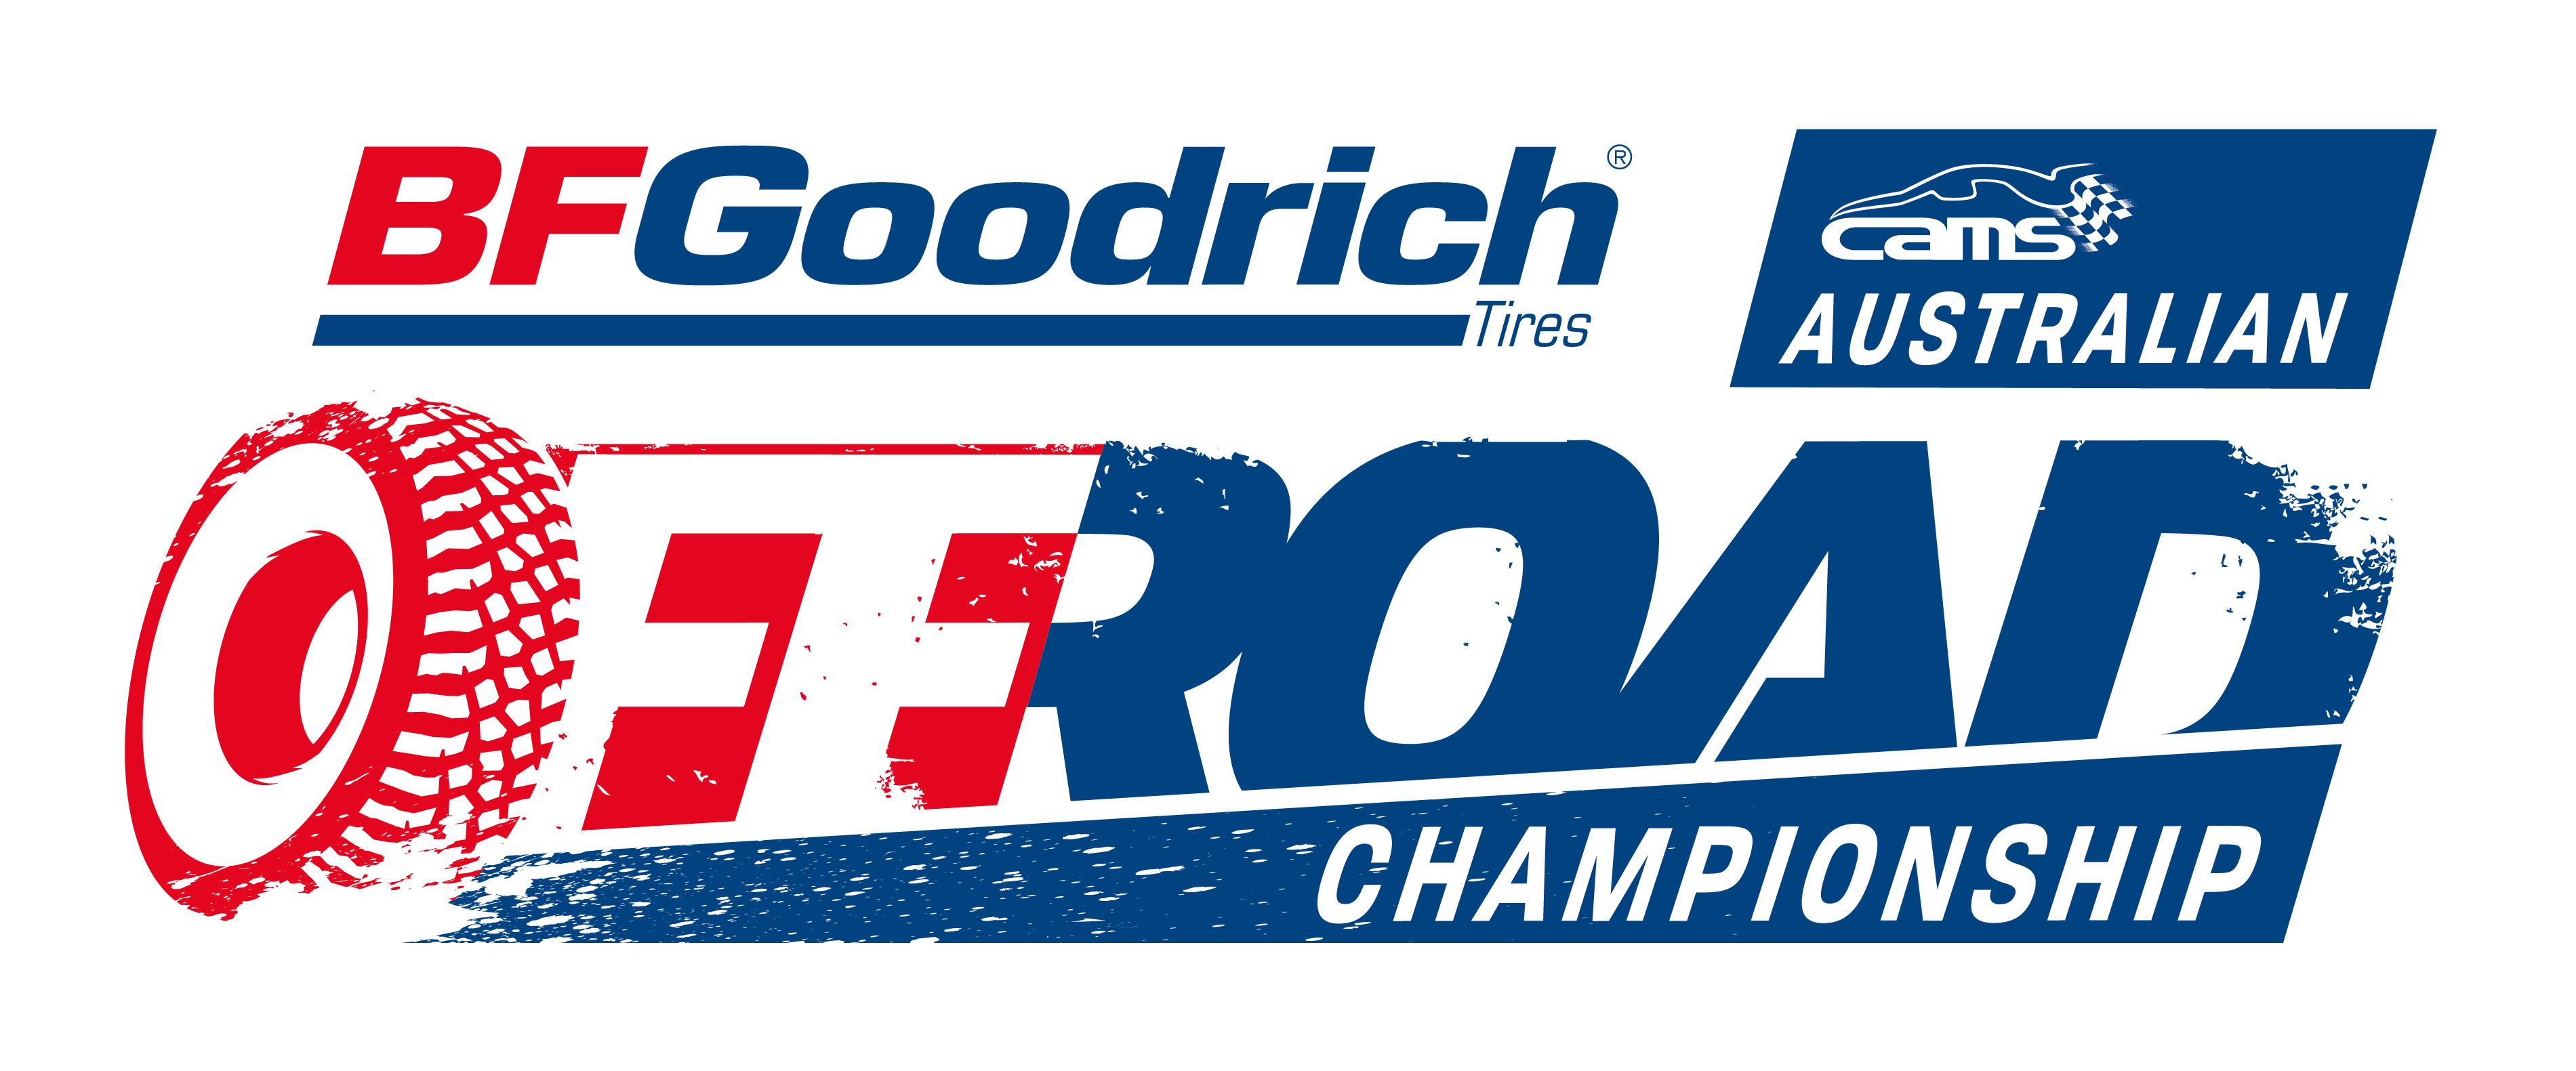 BFGoodrich®
Tires
cams
AUSTRALIAN
OFFROAD
CHAMPIONSHIP